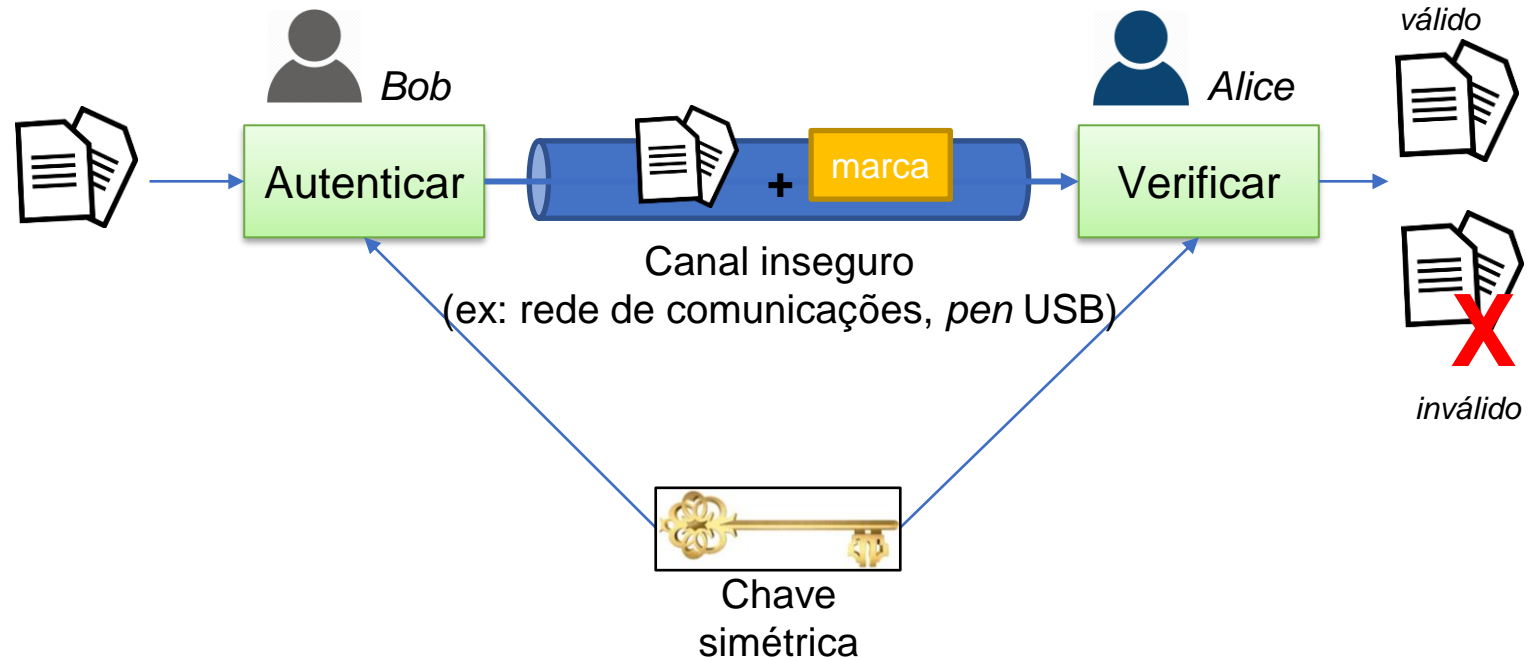 válido
Bob
Alice
Autenticar
+
marca
Verificar
Canal inseguro
(ex: rede de comunicações, pen USB)
X
inválido
Chave
simétrica